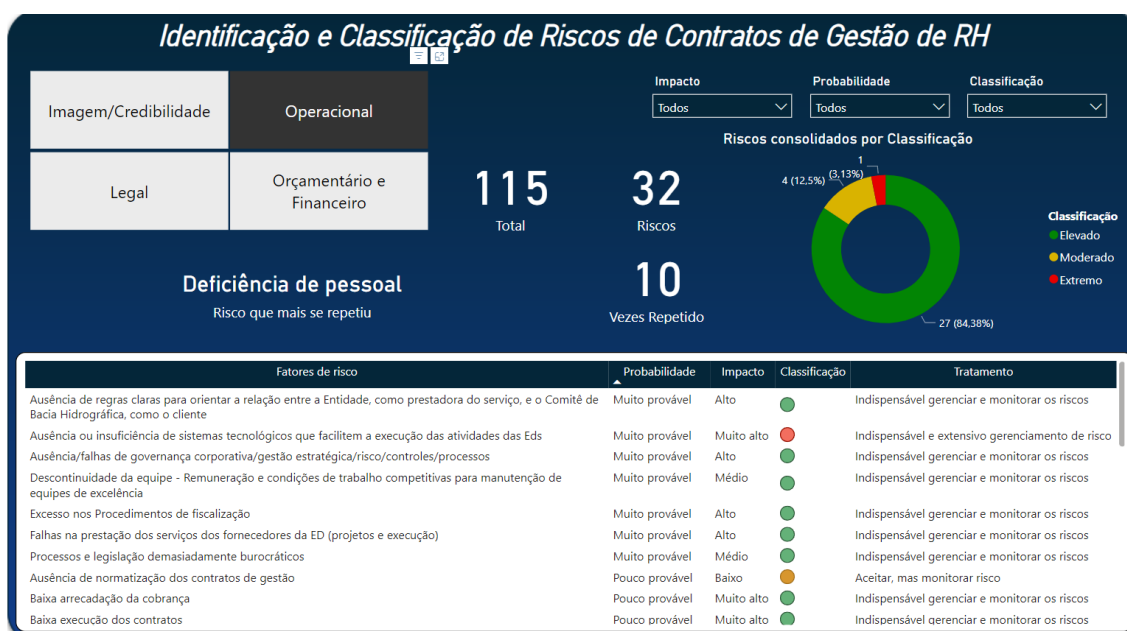 Identificação e Classificação de Riscos de Contratos de Gestão de RH
Imagem/Credibilidade
Operacional
Legal
Orçamentário e
Financeiro
115
Total
32
Riscos
Impacto
Todos
Probabilidade
Todos
Classificação
Todos
Riscos consolidados por Classificação
1
(3,13%)
4 (12,5%)
27 (84,38%)
Classificação
Elevado
Moderado
Extremo
Deficiência de pessoal
Risco que mais se repetiu
10
Vezes Repetido
Fatores de risco Probabilidade Impacto Classificação Tratamento
Ausência de regras claras para orientar a relação entre a Entidade, como prestadora do serviço, e o Comitê de Muito provável Alto Indispensável gerenciar e monitorar os riscos
Bacia Hidrográfica, como o cliente
Ausência ou insuficiência de sistemas tecnológicos que facilitem a execução das atividades das Eds Muito provável Muito alto Indispensável e extensivo gerenciamento de risco
Ausência/falhas de governança corporativa/gestão estratégica/risco/controles/processos Muito provável Alto Indispensável gerenciar e monitorar os riscos
Descontinuidade da equipe - Remuneração e condições de trabalho competitivas para manutenção de Muito provável Médio Indispensável gerenciar e monitorar os riscos
equipes de excelência
Excesso nos Procedimentos de fiscalização Muito provável Alto Indispensável gerenciar e monitorar os riscos
Falhas na prestação dos serviços dos fornecedores da ED (projetos e execução) Muito provável Alto Indispensável gerenciar e monitorar os riscos
Processos e legislação demasiadamente burocráticos Muito provável Médio Indispensável gerenciar e monitorar os riscos
Ausência de normatização dos contratos de gestão Pouco provável Baixo Aceitar, mas monitorar risco
Baixa arrecadação da cobrança Pouco provável Muito alto Indispensável gerenciar e monitorar os riscos
Baixa execução dos contratos Pouco provável Muito alto Indispensável gerenciar e monitorar os riscos